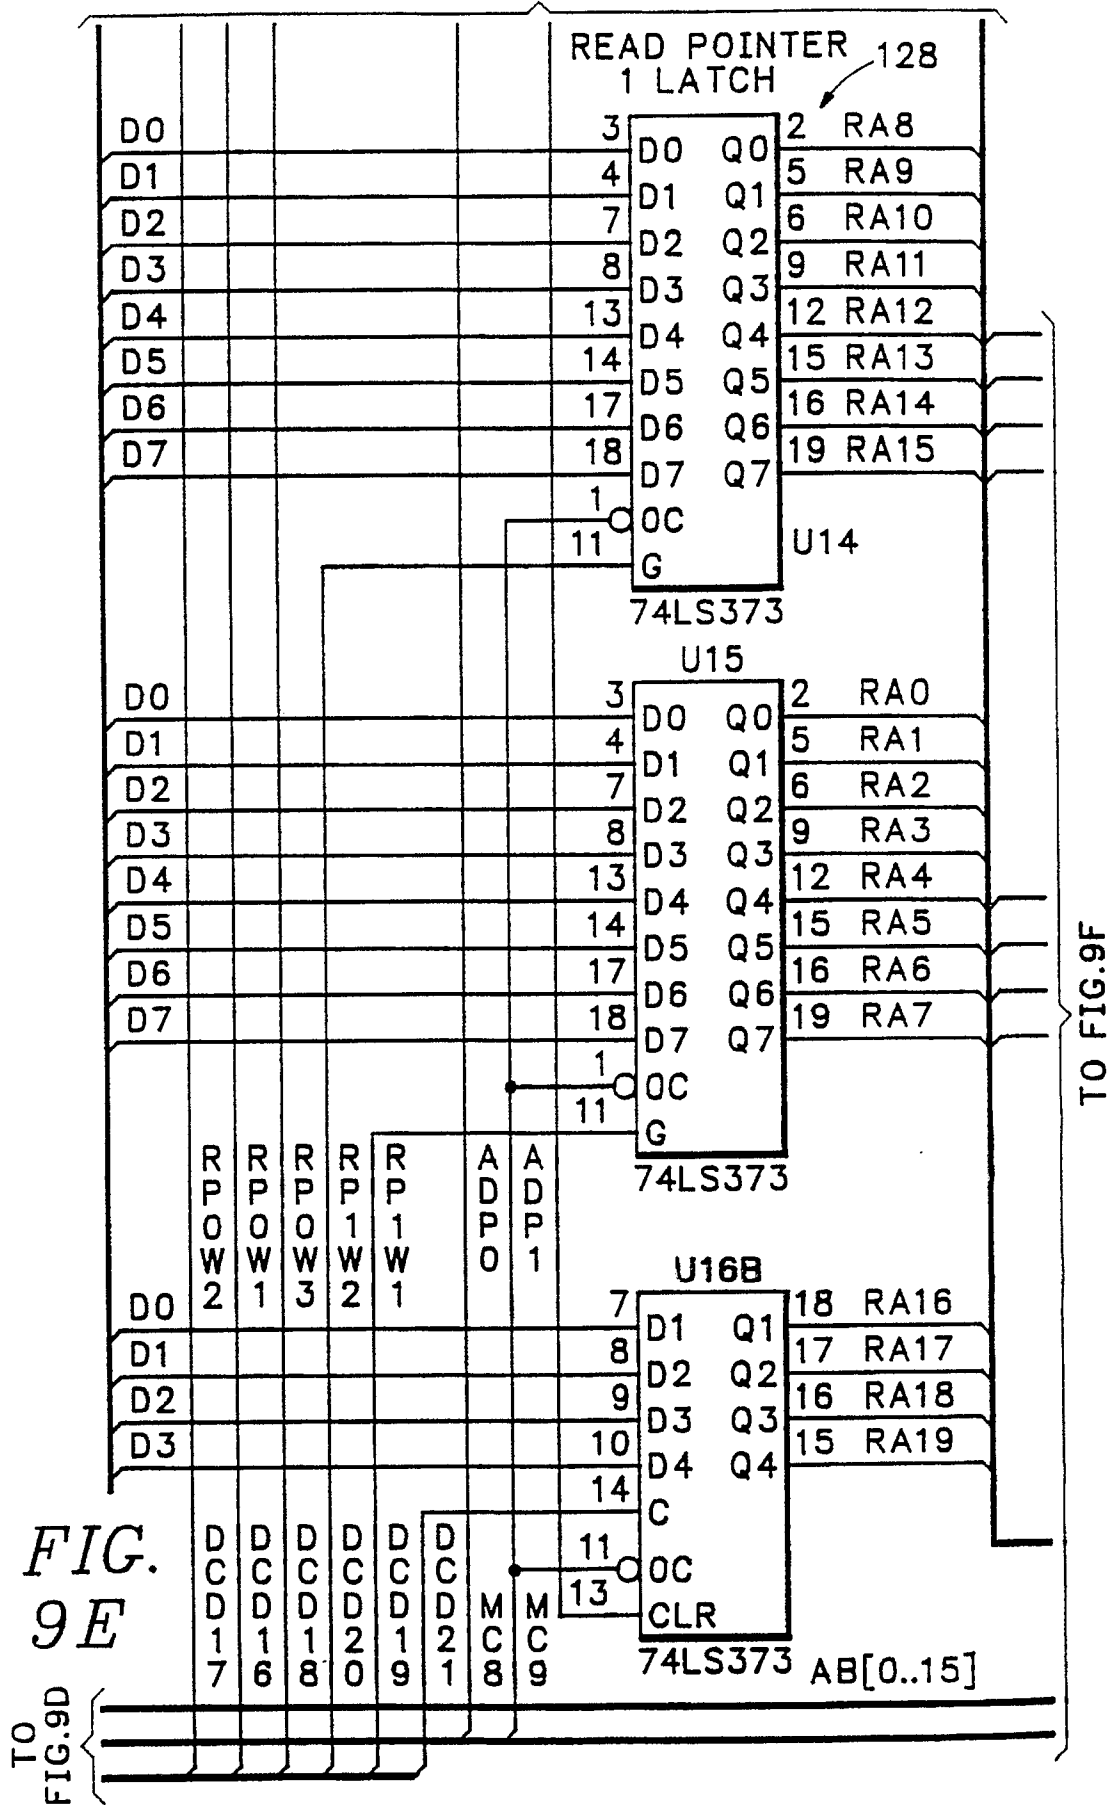 READ POINTER
1 LATCH
128
D0 3 D0 Q0 2 RA8
D1 4 D1 Q1 5 RA9
D2 7 D2 Q2 6 RA10
D3 8 D3 Q3 9 RA11
D4 13 D4 Q4 12 RA12
D5 14 D5 Q5 15 RA13
D6 17 D6 Q6 16 RA14
D7 18 D7 Q7 19 RA15
1 OC
11 G
U14
74LS373
U15
D0 3 D0 Q0 2 RA0
D1 4 D1 Q1 5 RA1
D2 7 D2 Q2 6 RA2
D3 8 D3 Q3 9 RA3
D4 13 D4 Q4 12 RA4
D5 14 D5 Q5 15 RA5
D6 17 D6 Q6 16 RA6
D7 18 D7 Q7 19 RA7
1 OC
11 G
74LS373
RP0W2
RP0W1
RP0W3
RP1W2
RP1W1
ADP0
ADP1
U16B
D0 7 D1 Q1 18 RA16
D1 8 D2 Q2 17 RA17
D2 9 D3 Q3 16 RA18
D3 10 D4 Q4 15 RA19
14 C
11 OC
13 CLR
74LS373
DCD17
DCD16
DCD18
DCD20
DCD19
DCD21
MC8
MC9
AB[0..15]
FIG.
9E
TO
FIG.9D
TO FIG.9F